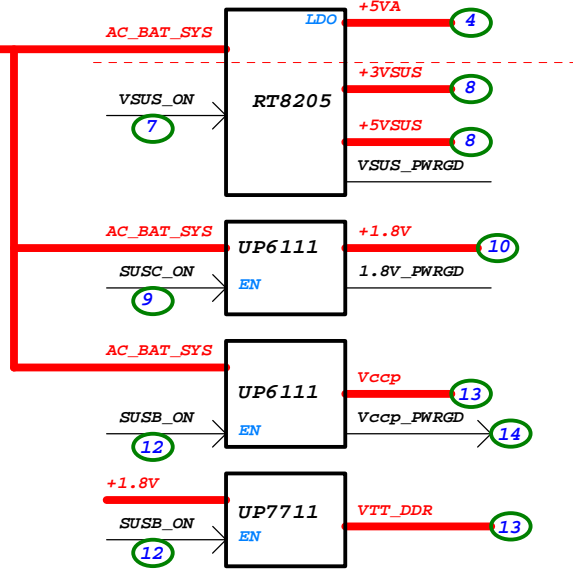 +5VA
LDO
4
AC_BAT_SYS
+3VSUS
8
VSUS_ON
RT8205
7
+5VSUS
8
VSUS_PWRGD
AC_BAT_SYS
UP6111
+1.8V
10
SUSC_ON
EN
1.8V_PWRGD
9
AC_BAT_SYS
UP6111
Vccp
13
SUSB_ON
EN
Vccp_PWRGD
12
14
+1.8V
UP7711
VTT_DDR
13
SUSB_ON
EN
12